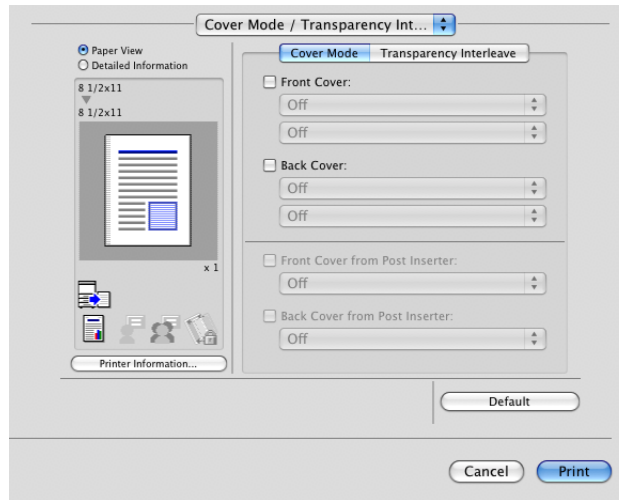 Cover Mode / Transparency Int...
Paper View
Detailed Information
8 1/2x11
8 1/2x11
x 1
Printer Information...
Cover Mode
Transparency Interleave
Front Cover:
Off
Off
Back Cover:
Off
Off
Front Cover from Post Inserter:
Off
Back Cover from Post Inserter:
Off
Default
Cancel
Print